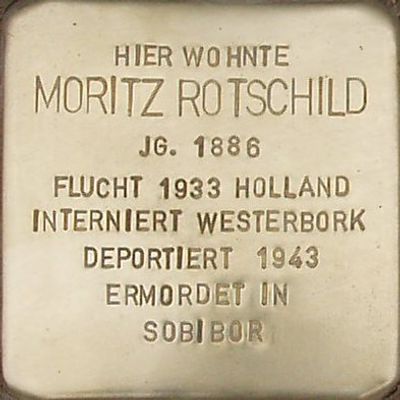 HIER WOHNTE
MORITZ ROTSCHILD
JG. 1886
FLUCHT 1933 HOLLAND
INTERNIERT WESTERBORK
DEPORTIERT 1943
ERMORDET IN
SOBIBOR